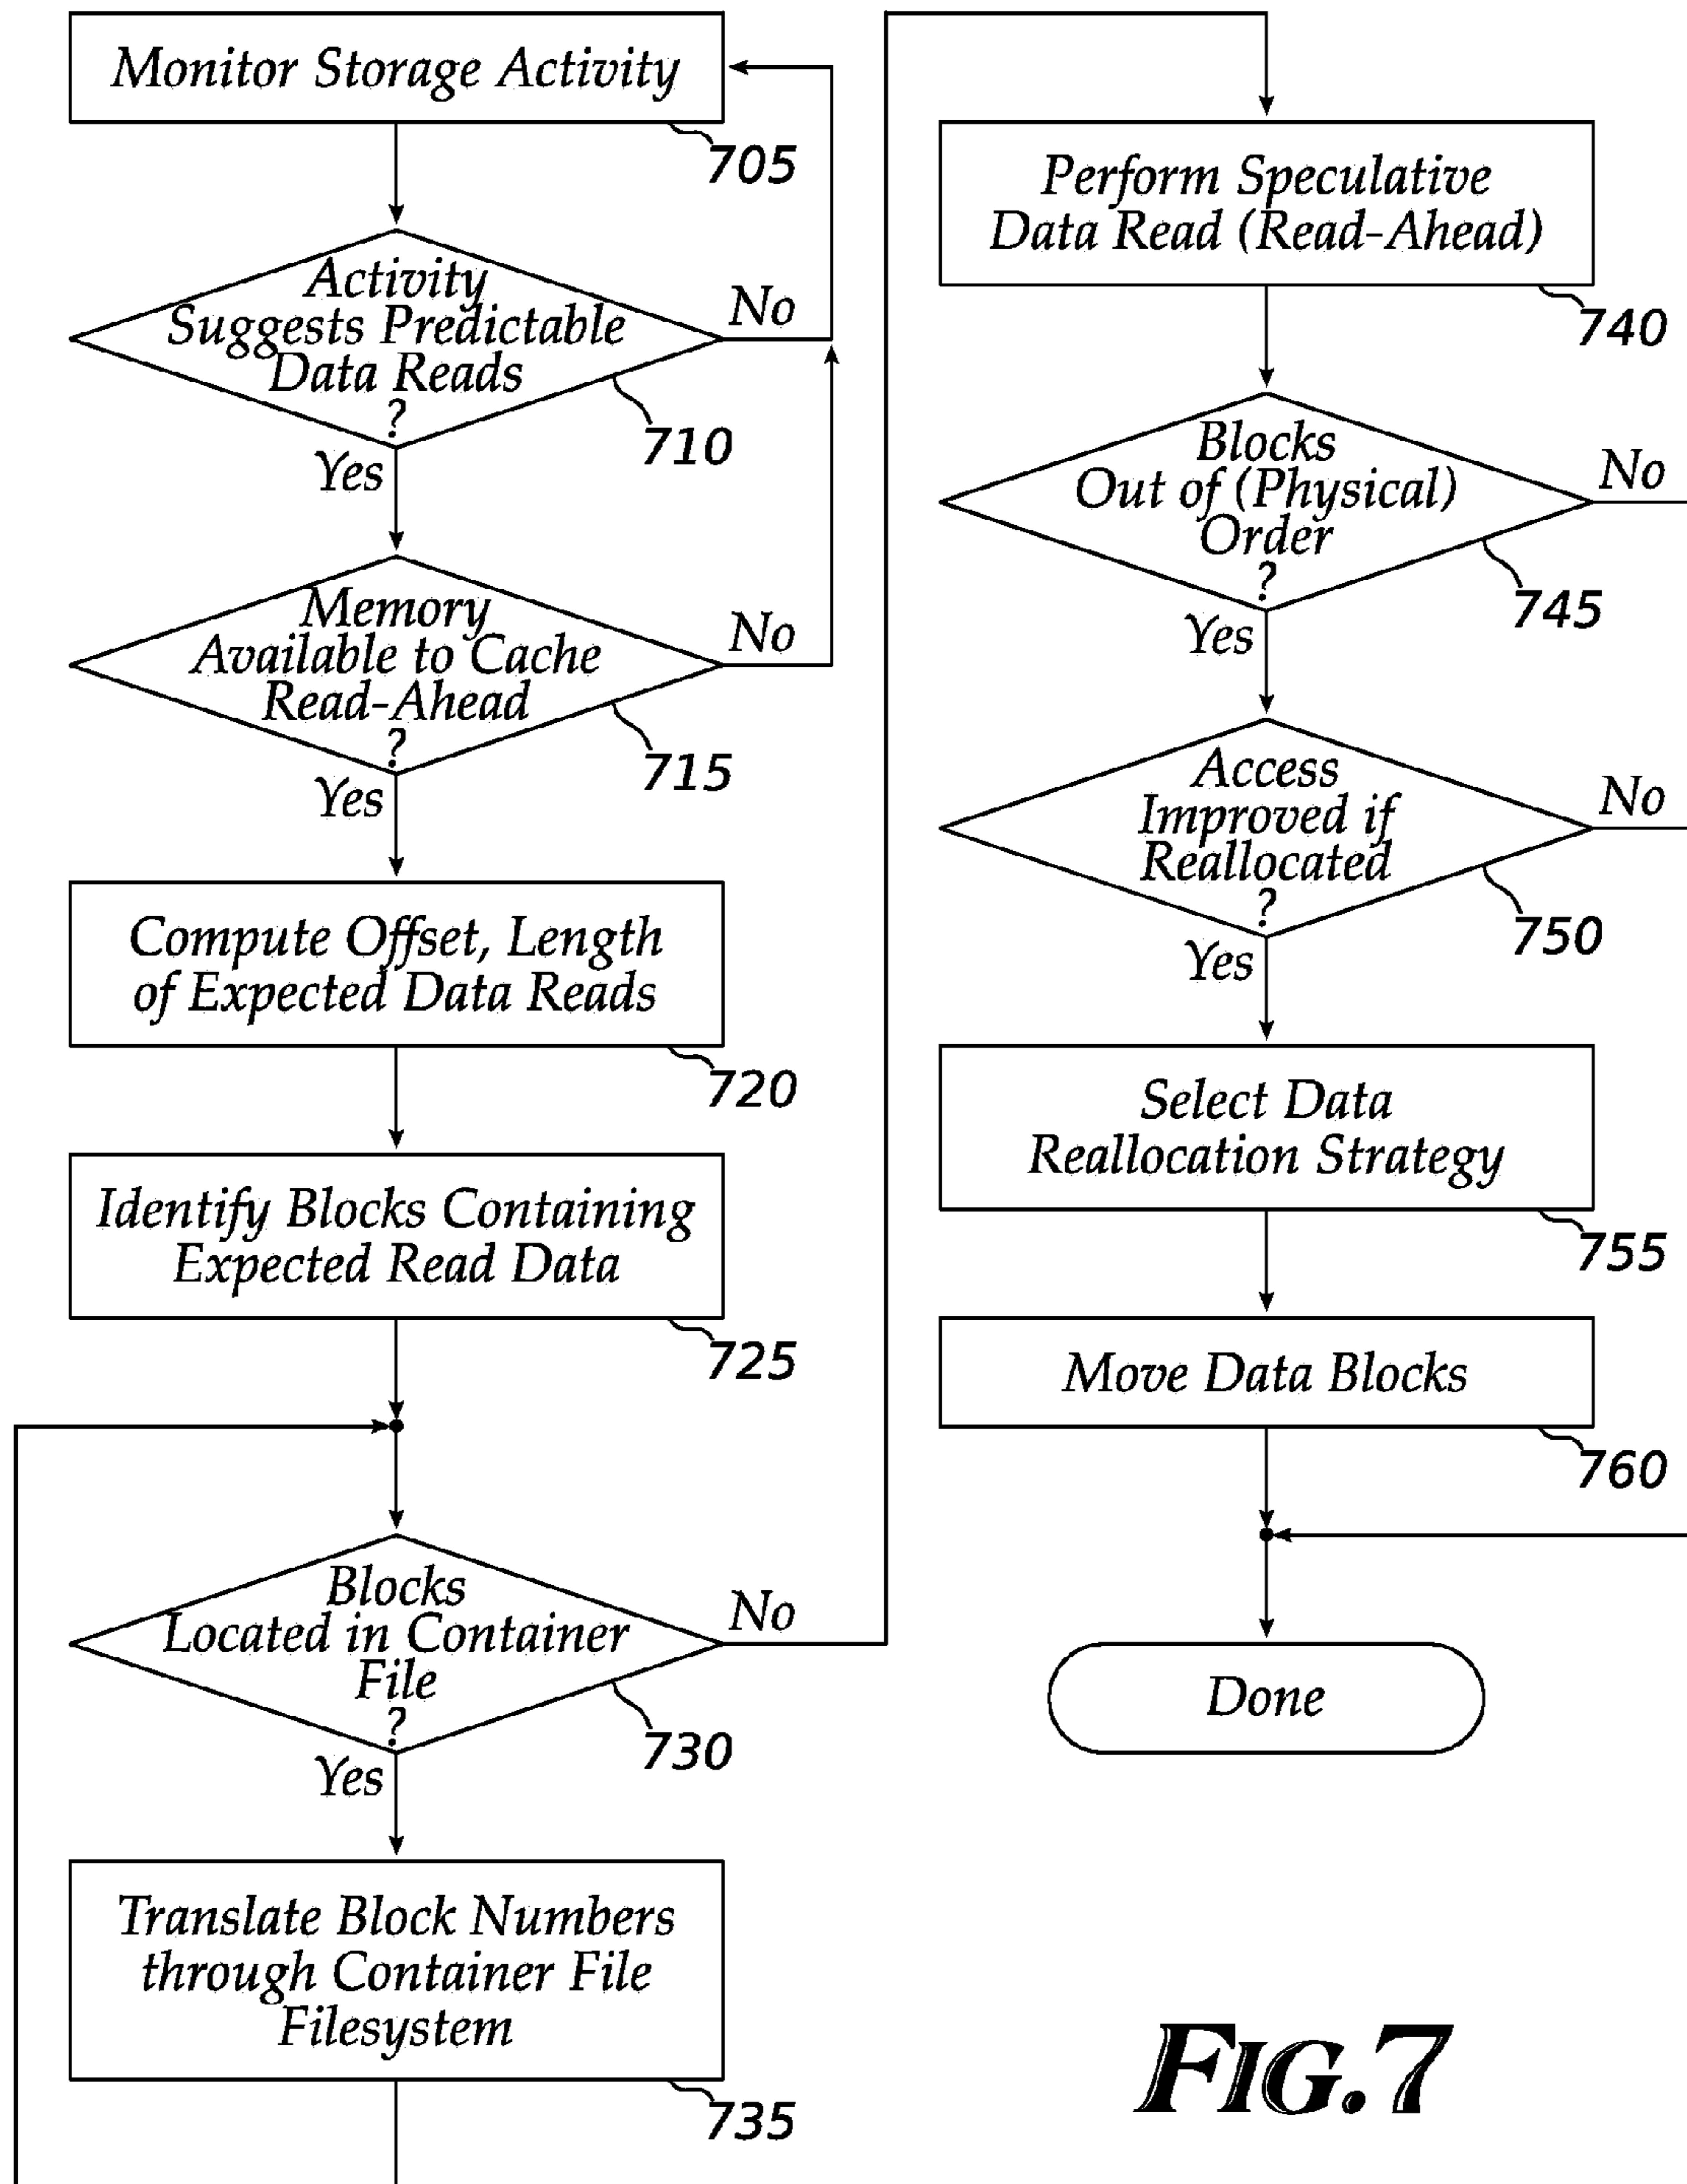 Monitor Storage Activity
705
Activity
Suggests Predictable
Data Reads
?
No
710
Yes
Memory
Available to Cache
Read-Ahead
?
No
715
Yes
Compute Offset, Length
of Expected Data Reads
720
Identify Blocks Containing
Expected Read Data
725
Blocks
Located in Container
File
?
No
730
Yes
Translate Block Numbers
through Container File
Filesystem
735
Perform Speculative
Data Read (Read-Ahead)
740
Blocks
Out of (Physical)
Order
?
No
745
Yes
Access
Improved if
Reallocated
?
No
750
Yes
Select Data
Reallocation Strategy
755
Move Data Blocks
760
Done
FIG.7